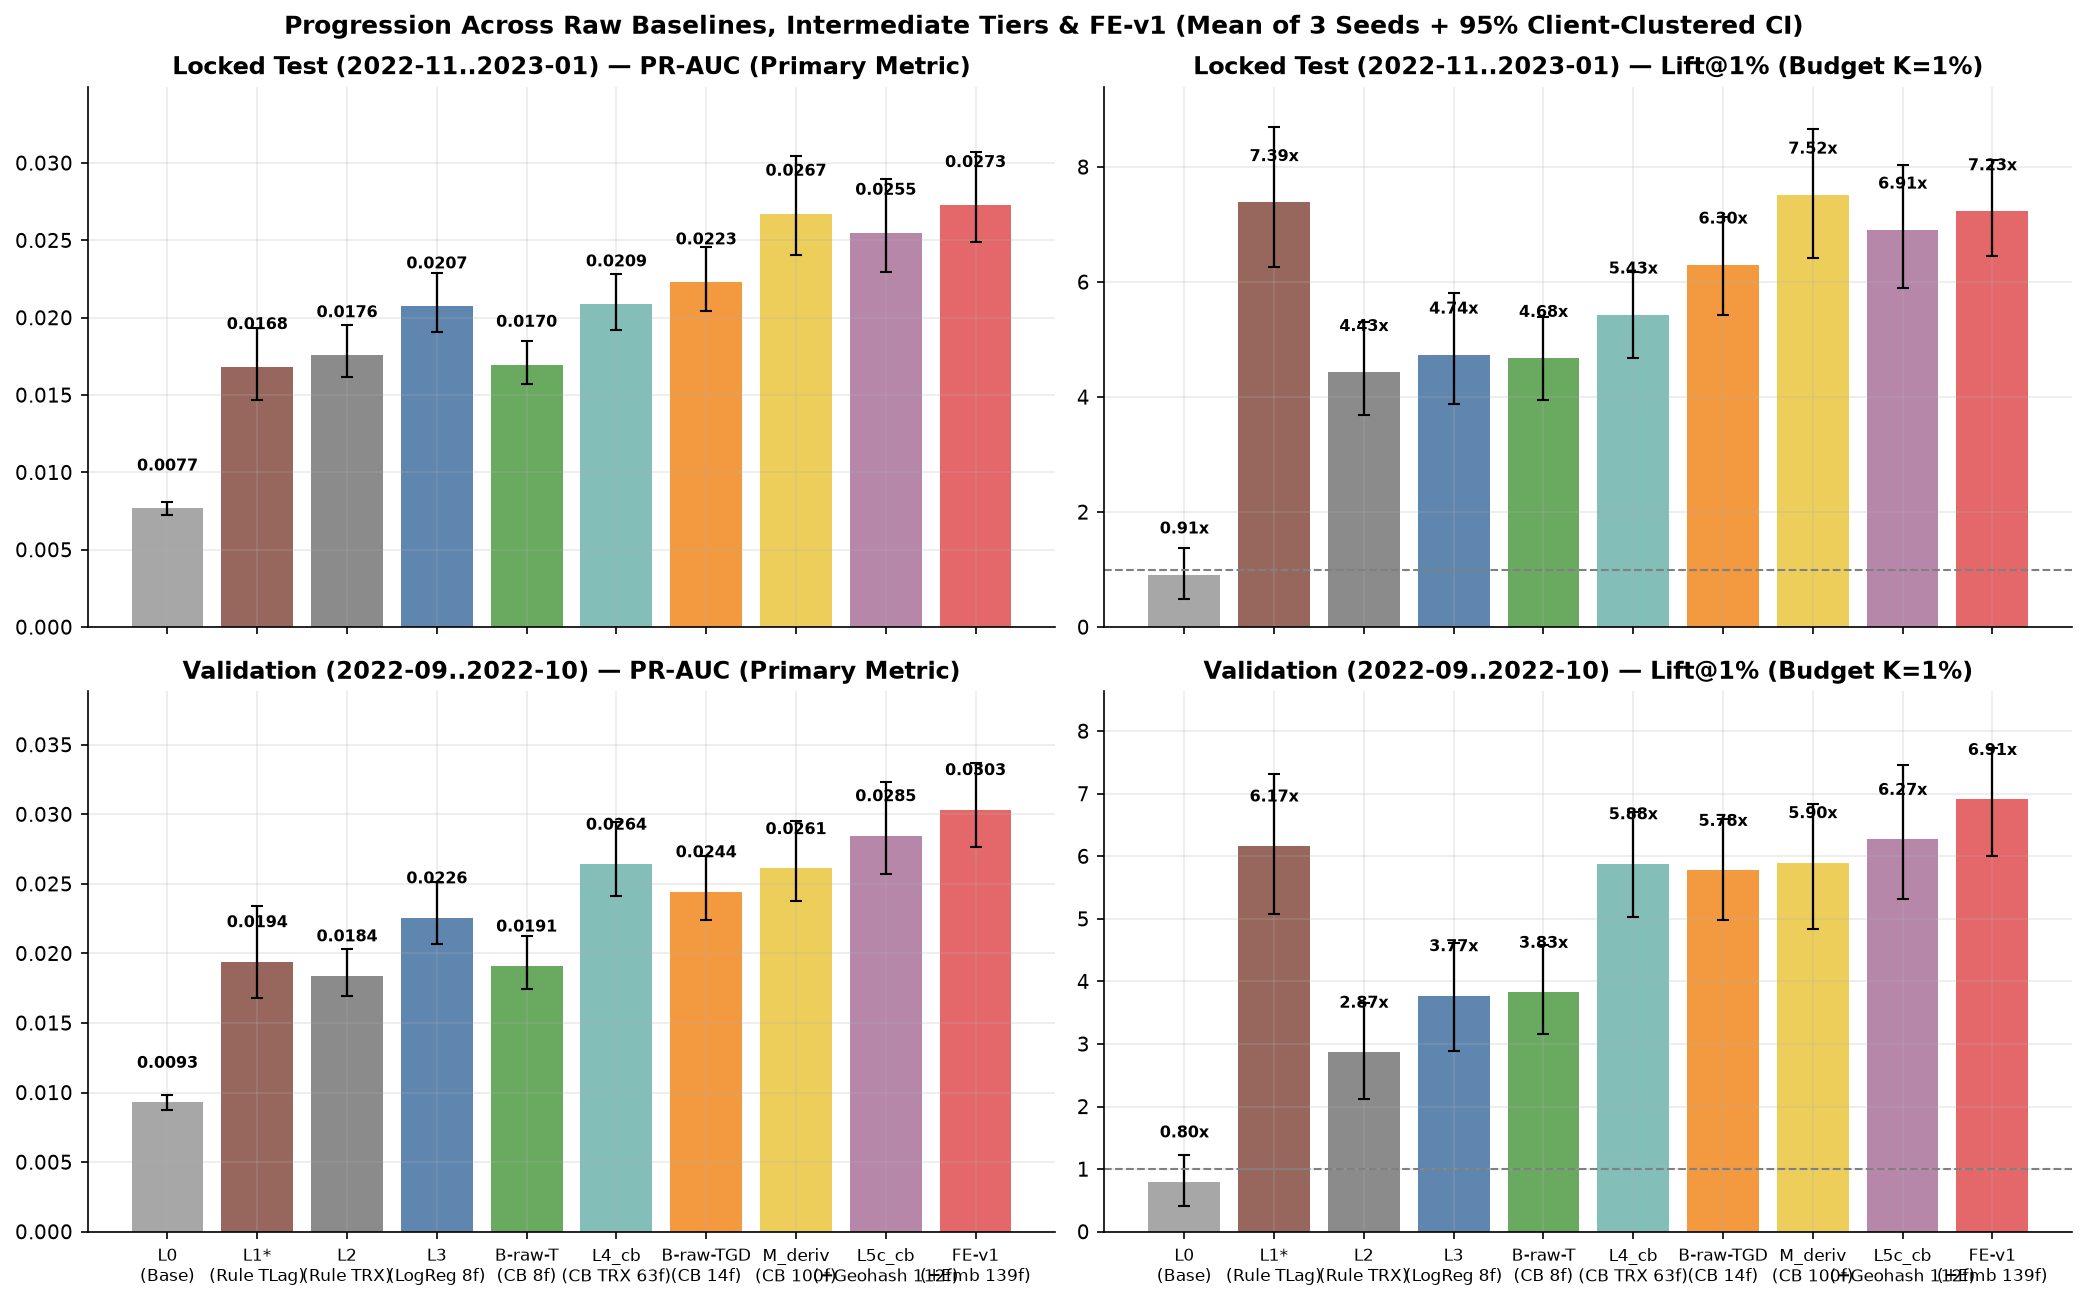 Progression Across Raw Baselines, Intermediate Tiers & FE-v1 (Mean of 3 Seeds + 95% Client-Clustered CI)
Locked Test (2022-11..2023-01) — PR-AUC (Primary Metric)
0.030
0.025
0.020
0.015
0.010
0.005
0.000
0.0077
0.0168
0.0176
0.0207
0.0170
0.0209
0.0223
0.0267
0.0255
0.0273
Locked Test (2022-11..2023-01) — Lift@1% (Budget K=1%)
8
6
4
2
0
0.91x
7.39x
4.43x
4.74x
4.68x
5.43x
6.30x
7.52x
6.91x
7.23x
Validation (2022-09..2022-10) — PR-AUC (Primary Metric)
0.035
0.030
0.025
0.020
0.015
0.010
0.005
0.000
0.0093
0.0194
0.0184
0.0226
0.0191
0.0264
0.0244
0.0261
0.0285
0.0303
L0 L1* L2 L3 B-raw-T L4_cb B-raw-TGD M_deriv L5c_cb FE-v1
(Base) (Rule TLag) (Rule TRX) (LogReg 8f) (CB 8f) (CB TRX 63f) (CB 14f) (CB 100f) (+Geohash 112f) (+Emb 139f)
Validation (2022-09..2022-10) — Lift@1% (Budget K=1%)
8
7
6
5
4
3
2
1
0
0.80x
6.17x
2.87x
3.77x
3.83x
5.88x
5.78x
5.90x
6.27x
6.91x
L0 L1* L2 L3 B-raw-T L4_cb B-raw-TGD M_deriv L5c_cb FE-v1
(Base) (Rule TLag) (Rule TRX) (LogReg 8f) (CB 8f) (CB TRX 63f) (CB 14f) (CB 100f) (+Geohash 112f) (+Emb 139f)